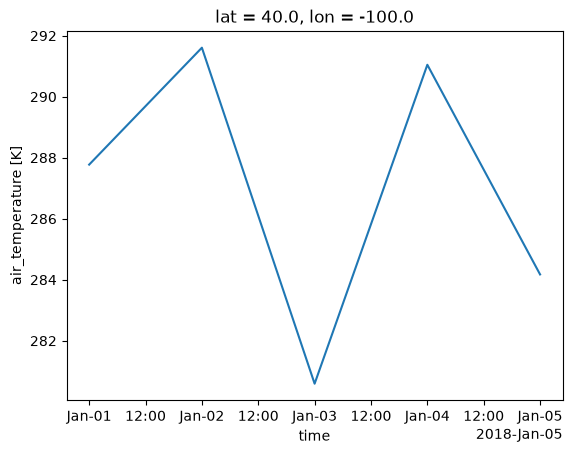 lat = 40.0, lon = -100.0
292
290
288
286
284
282
air_temperature [K]
Jan-01 12:00 Jan-02 12:00 Jan-03 12:00 Jan-04 12:00 Jan-05
2018-Jan-05
time